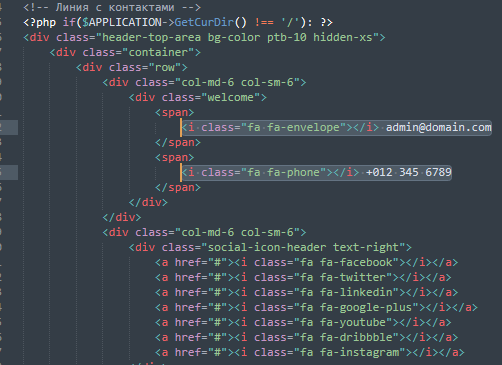 <!-- Линия с контактами -->
<?php if($APPLICATION->GetCurDir() !== '/'): ?>
<div class="header-top-area bg-color ptb-10 hidden-xs">
<div class="container">
<div class="row">
<div class="col-md-6 col-sm-6">
<div class="welcome">
<span>
<i class="fa fa-envelope"></i> admin@domain.com
</span>
<span>
<i class="fa fa-phone"></i> +012 345 6789
</span>
</div>
</div>
<div class="col-md-6 col-sm-6">
<div class="social-icon-header text-right">
<a href="#"><i class="fa fa-facebook"></i></a>
<a href="#"><i class="fa fa-twitter"></i></a>
<a href="#"><i class="fa fa-linkedin"></i></a>
<a href="#"><i class="fa fa-google-plus"></i></a>
<a href="#"><i class="fa fa-youtube"></i></a>
<a href="#"><i class="fa fa-dribbble"></i></a>
<a href="#"><i class="fa fa-instagram"></i></a>